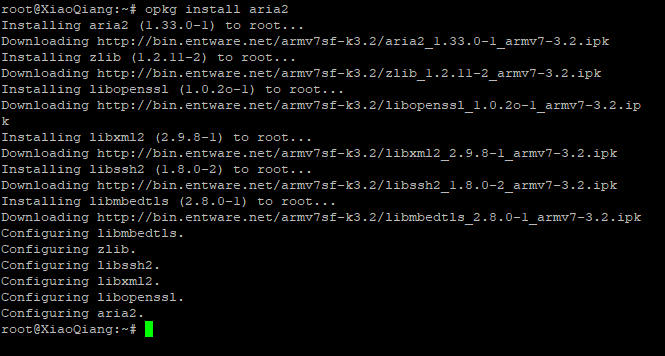 root@XiaoQiang:~# opkg install aria2
Installing aria2 (1.33.0-1) to root...
Downloading http://bin.entware.net/armv7sf-k3.2/aria2_1.33.0-1_armv7-3.2.ipk
Installing zlib (1.2.11-2) to root...
Downloading http://bin.entware.net/armv7sf-k3.2/zlib_1.2.11-2_armv7-3.2.ipk
Installing libopenssl (1.0.2o-1) to root...
Downloading http://bin.entware.net/armv7sf-k3.2/libopenssl_1.0.2o-1_armv7-3.2.ip
k
Installing libxml2 (2.9.8-1) to root...
Downloading http://bin.entware.net/armv7sf-k3.2/libxml2_2.9.8-1_armv7-3.2.ipk
Installing libssh2 (1.8.0-2) to root...
Downloading http://bin.entware.net/armv7sf-k3.2/libssh2_1.8.0-2_armv7-3.2.ipk
Installing libmbedtls (2.8.0-1) to root...
Downloading http://bin.entware.net/armv7sf-k3.2/libmbedtls_2.8.0-1_armv7-3.2.ipk
Configuring libmbedtls.
Configuring zlib.
Configuring libssh2.
Configuring libxml2.
Configuring libopenssl.
Configuring aria2.
root@XiaoQiang:~#